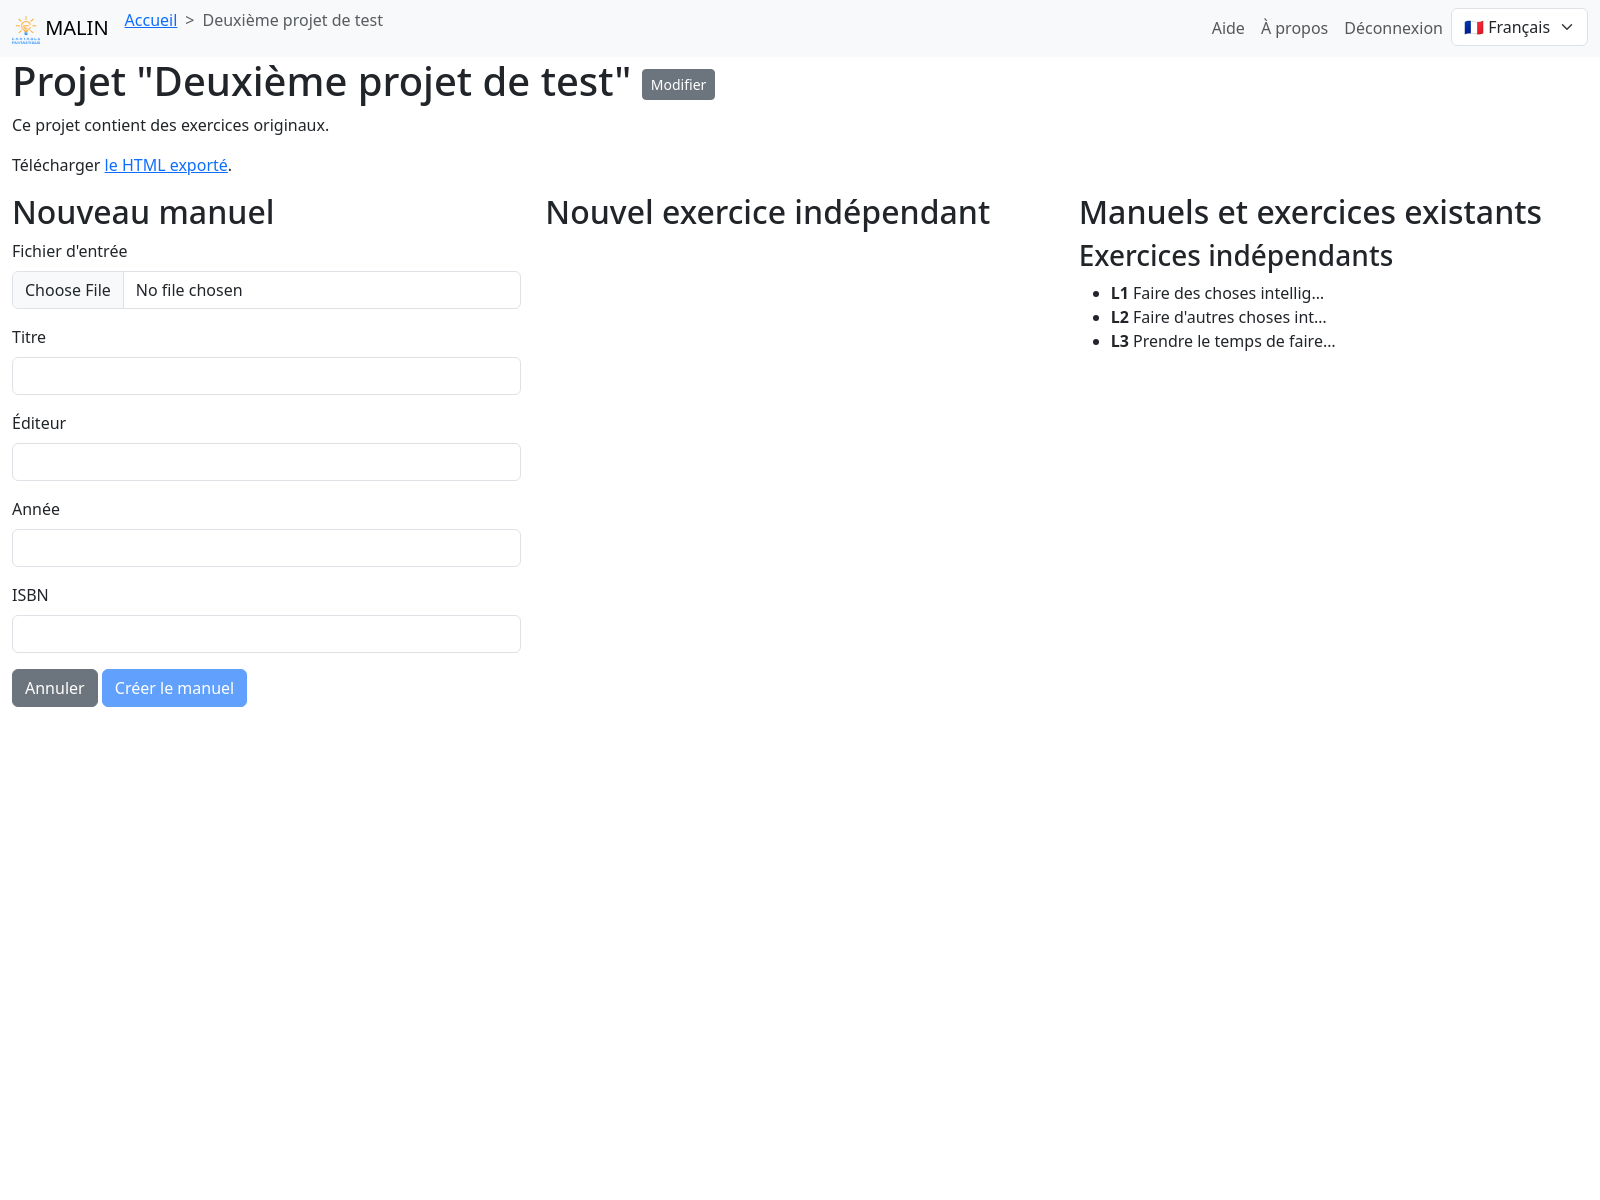 MALIN
Accueil > Deuxième projet de test
Aide
À propos
Déconnexion
🇫🇷 Français
Projet "Deuxième projet de test" Modifier
Ce projet contient des exercices originaux.
Télécharger le HTML exporté.
Nouveau manuel
Fichier d'entrée
Choose File No file chosen
Titre
Éditeur
Année
ISBN
Annuler Créer le manuel
Nouvel exercice indépendant
Manuels et exercices existants
Exercices indépendants
L1 Faire des choses intellig...
L2 Faire d'autres choses int...
L3 Prendre le temps de faire...